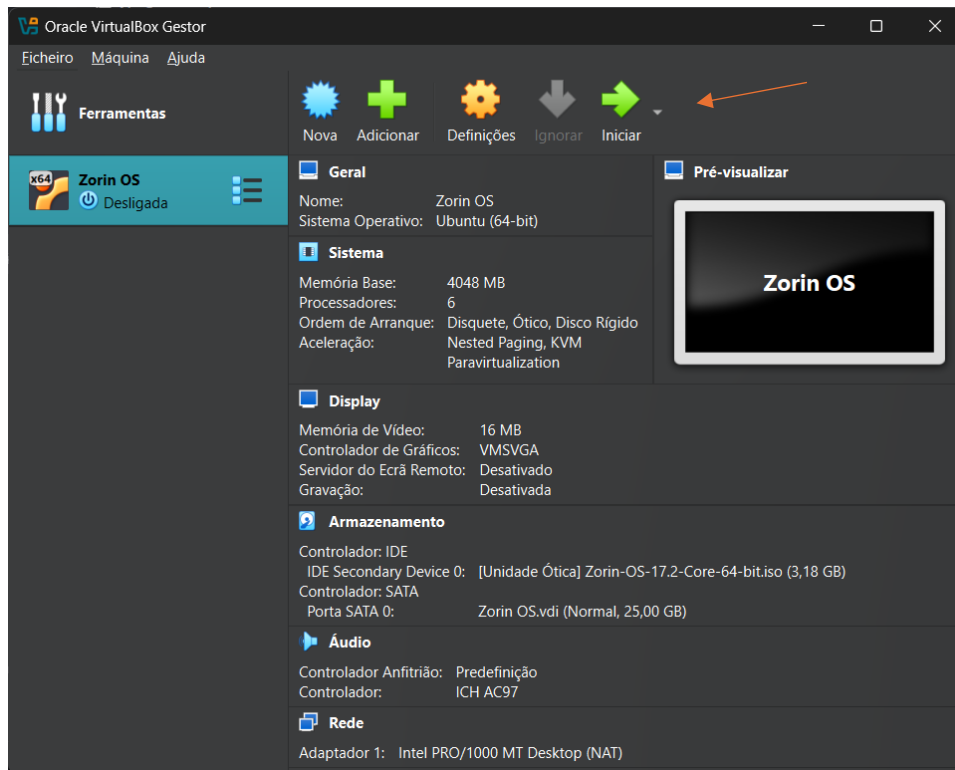 Oracle VirtualBox Gestor
Ficheiro Máquina Ajuda
Ferramentas
Nova Adicionar Definições Ignorar Iniciar
x64
Zorin OS
Desligada
Geral
Nome: Zorin OS
Sistema Operativo: Ubuntu (64-bit)
Pré-visualizar
Zorin OS
Sistema
Memória Base: 4048 MB
Processadores: 6
Ordem de Arranque: Disquete, Ótico, Disco Rígido
Aceleração: Nested Paging, KVM
Paravirtualization
Display
Memória de Vídeo: 16 MB
Controlador de Gráficos: VMSVGA
Servidor do Ecrã Remoto: Desativado
Gravação: Desativada
Armazenamento
Controlador: IDE
IDE Secondary Device 0: [Unidade Ótica] Zorin-OS-17.2-Core-64-bit.iso (3,18 GB)
Controlador: SATA
Porta SATA 0: Zorin OS.vdi (Normal, 25,00 GB)
Áudio
Controlador Anfitrião: Predefinição
Controlador: ICH AC97
Rede
Adaptador 1: Intel PRO/1000 MT Desktop (NAT)